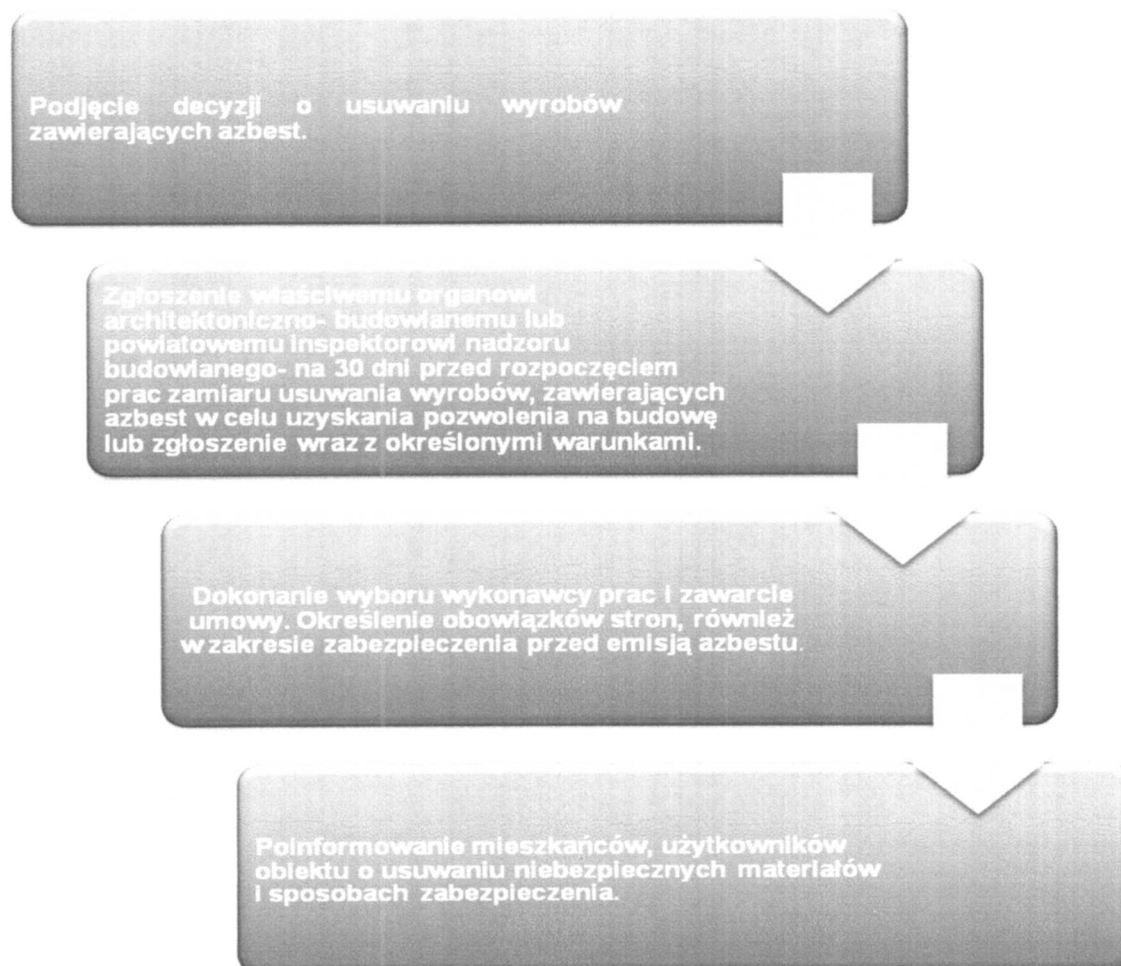 Podjęcie decyzji o usuwaniu wyrobów
zawierających azbest.
Zgłoszenie właściwemu organowi
architektoniczno- budowlanemu lub
powiatowemu inspektorowi nadzoru
budowlanego- na 30 dni przed rozpoczęciem
prac zamiaru usuwania wyrobów, zawierających
azbest w celu uzyskania pozwolenia na budowę
lub zgłoszenie wraz z określonymi warunkami.
Dokonanie wyboru wykonawcy prac i zawarcie
umowy. Określenie obowiązków stron, również
w zakresie zabezpieczenia przed emisją azbestu.
Poinformowanie mieszkańców, użytkowników
obiektu o usuwaniu niebezpiecznych materiałów
i sposobach zabezpieczenia.